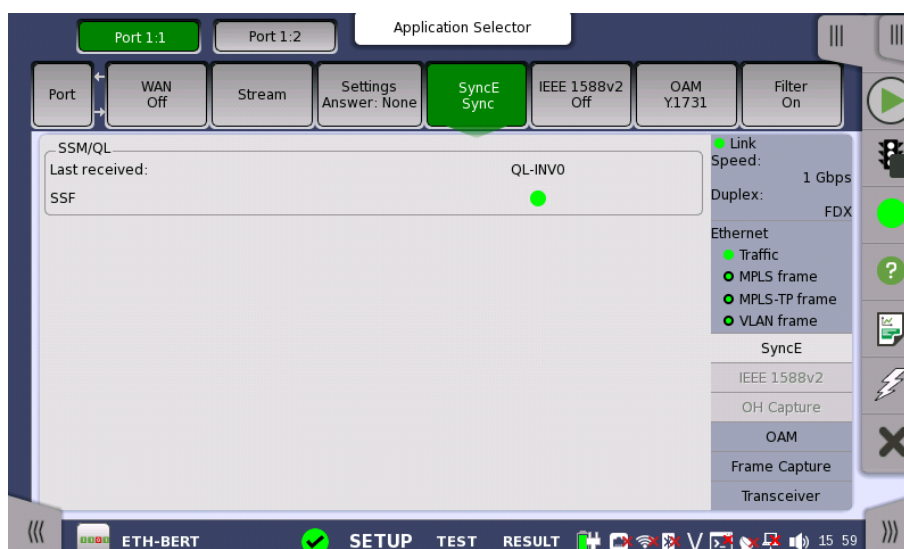 Application Selector
Port 1:1
Port 1:2
Port
WAN
Off
Stream
Settings
Answer: None
SyncE
Sync
IEEE 1588v2
Off
OAM
Y.1731
Filter
On
SSM/QL
Last received:
QL-INV0
SSF
Link
Speed:
1 Gbps
Duplex:
FDX
Ethernet
Traffic
MPLS frame
MPLS-TP frame
VLAN frame
SyncE
IEEE 1588v2
OH Capture
OAM
Frame Capture
Transceiver
ETH-BERT
SETUP
TEST
RESULT
V
15 59